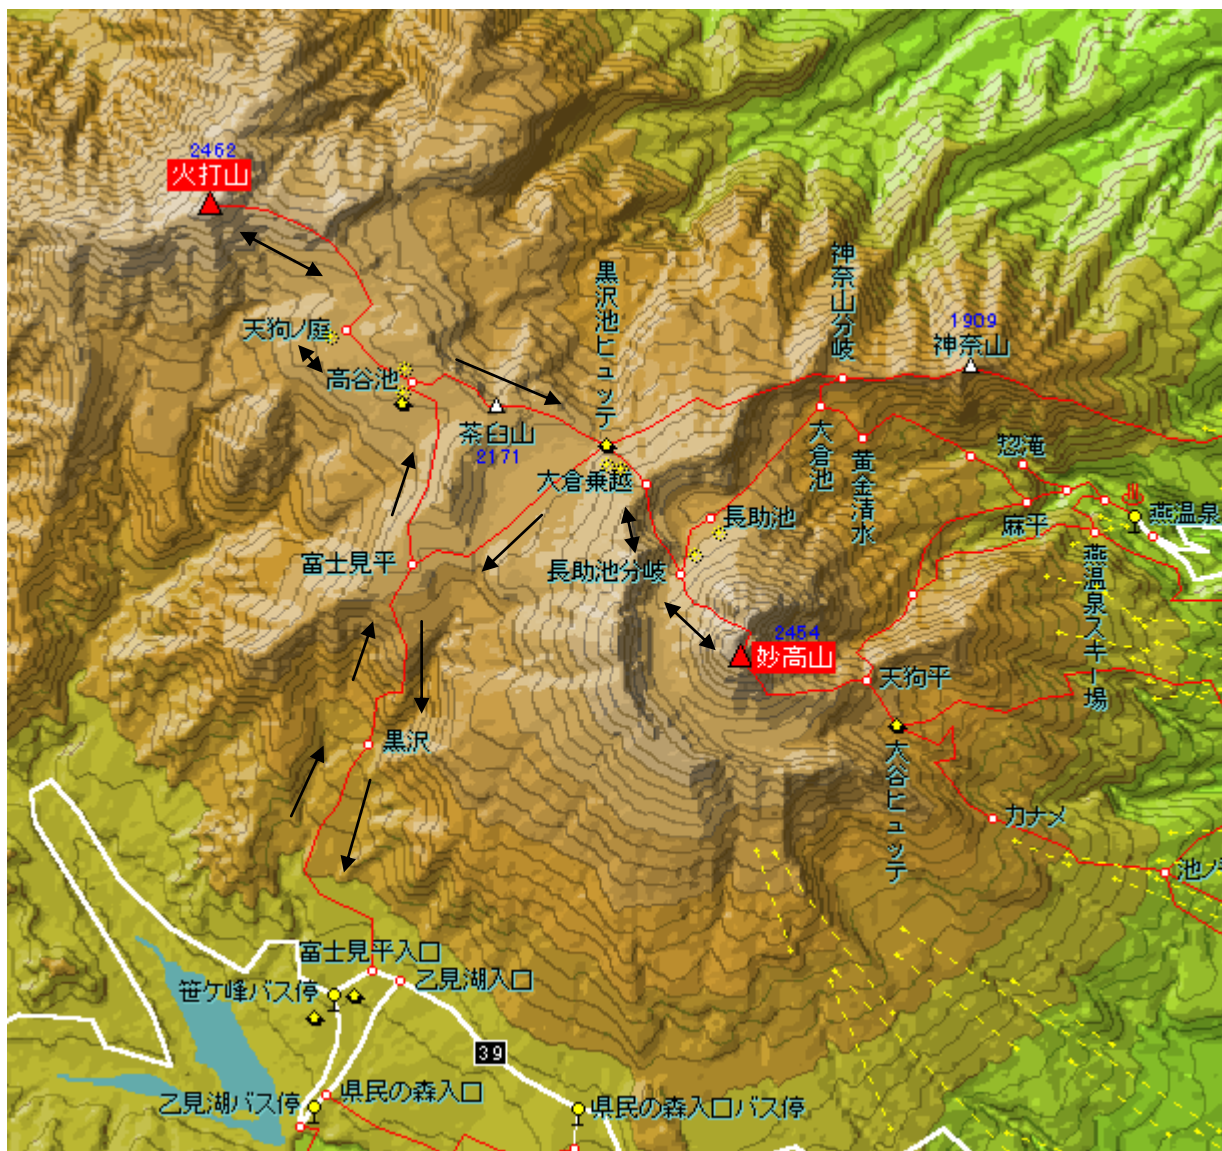 2462
火打山
神奈山分岐
黒沢池ヒュッテ
1909
神奈山
天狗ノ庭
高谷池
茶臼山
2171
大倉池
黄金清水
惣滝
大倉乗越
長助池
麻平
燕温泉
富士見平
長助池分岐
燕温泉スキー場
2454
妙高山
天狗平
黒沢
大谷ヒュッテ
カナメ
富士見平入口
乙見湖入口
笹ケ峰バス停
39
県民の森入口
乙見湖バス停
県民の森入口バス停